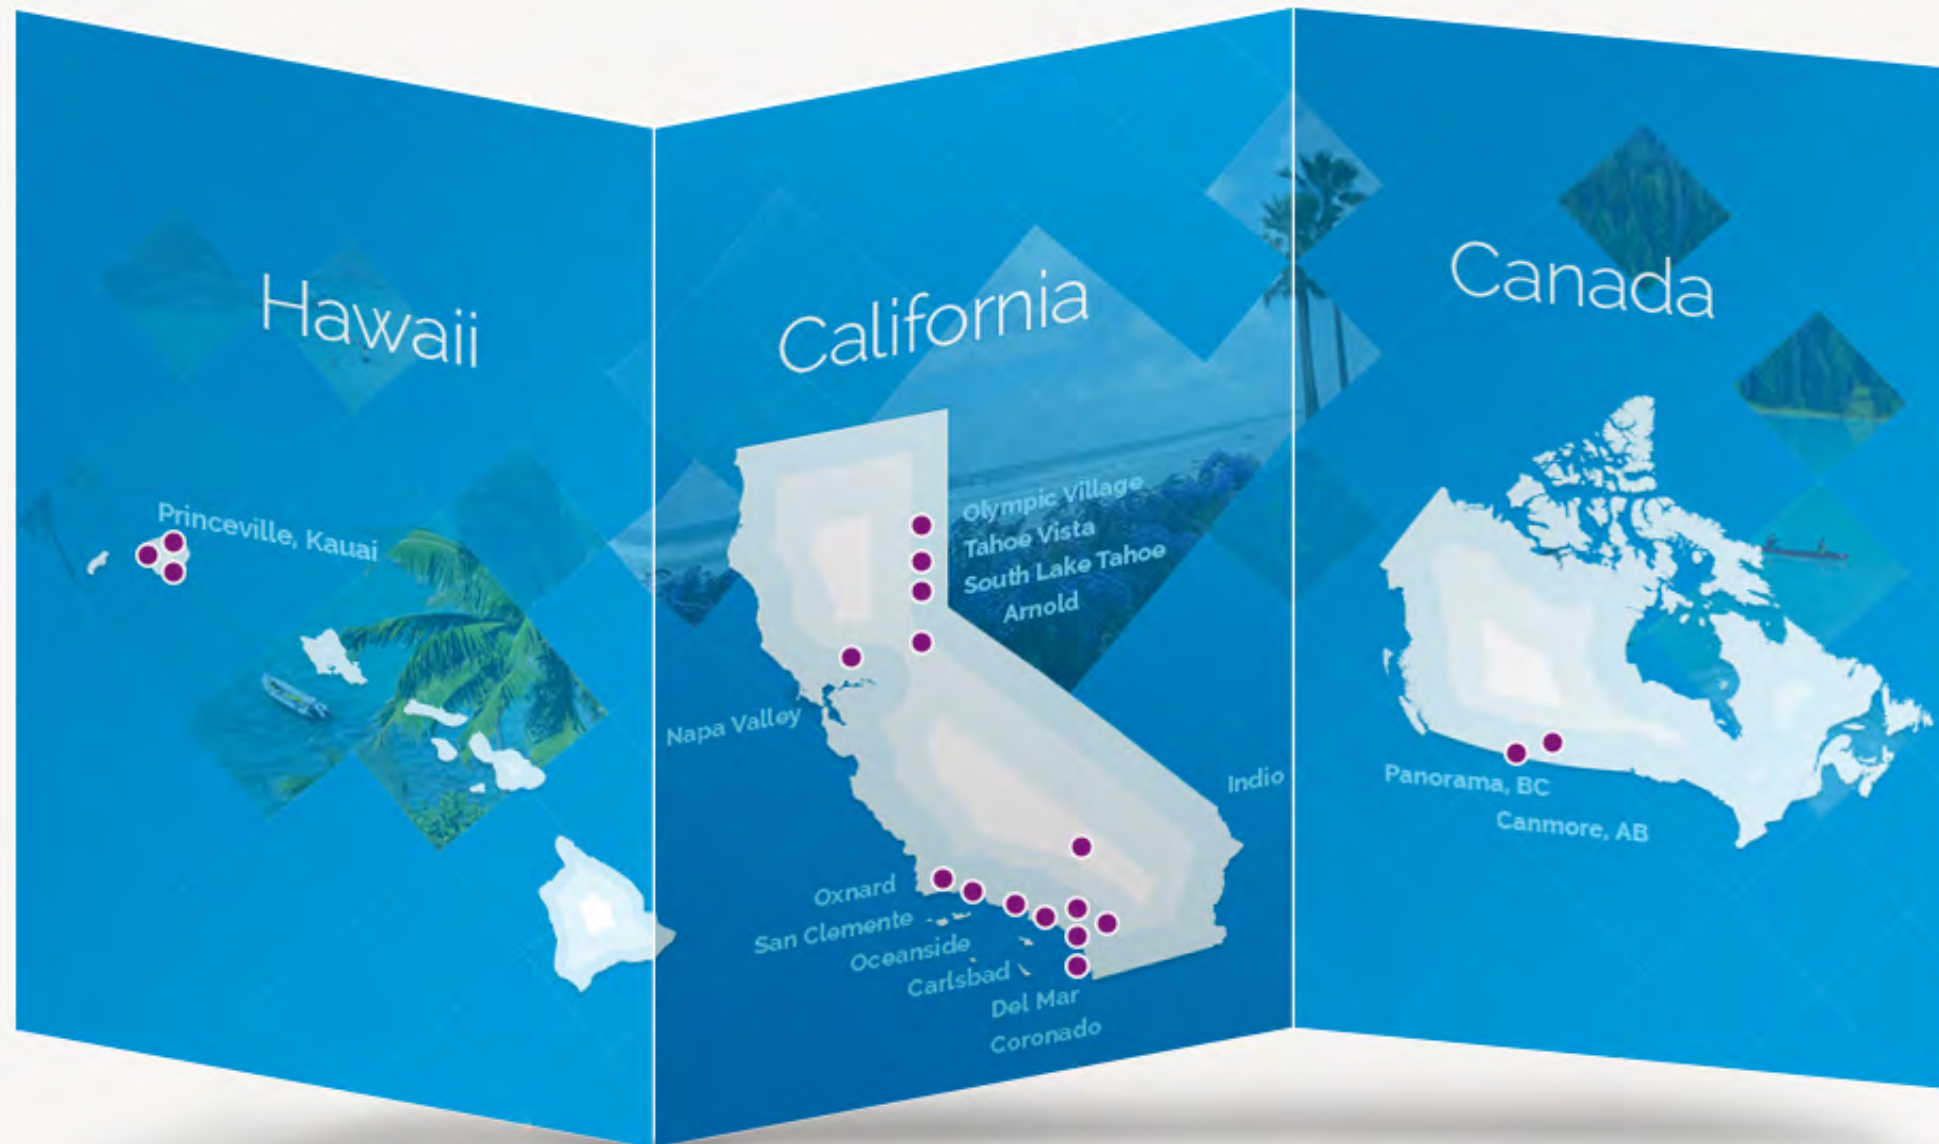 Hawaii
Princeville, Kauai
California
Olympic Village
Tahoe Vista
South Lake Tahoe
Arnold
Napa Valley
Indio
Oxnard
San Clemente
Oceanside
Carlsbad
Del Mar
Coronado
Canada
Panorama, BC
Canmore, AB